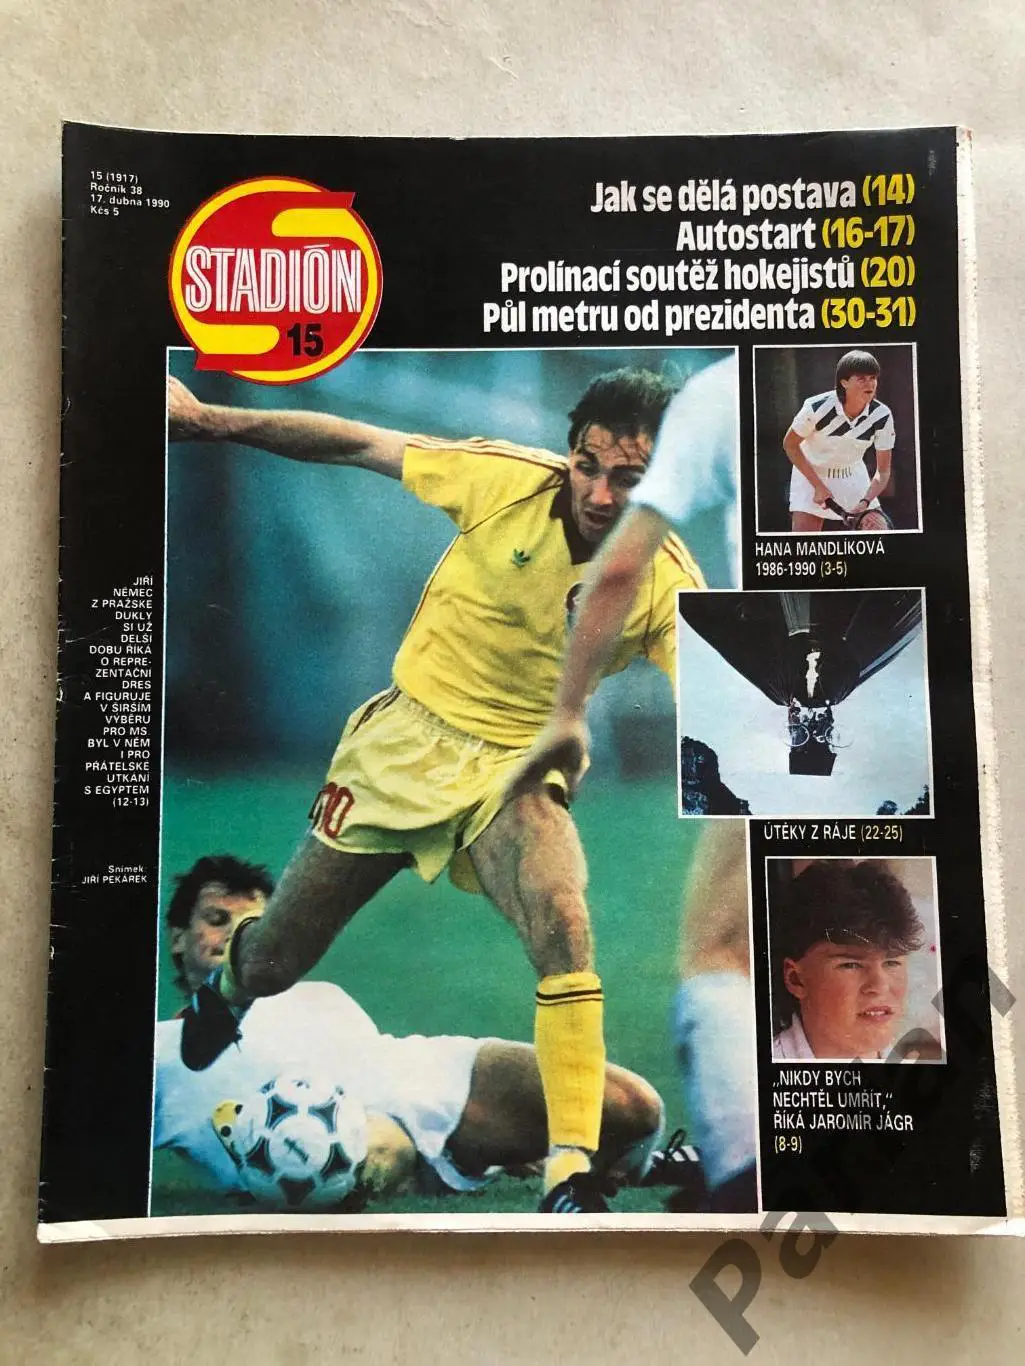 15 (1917)
Ročník 38
17. dubna 1990
Kčs 5
STADIÓN
15
Jak se dělá postava (14)
Autostart (16-17)
Prolínací soutěž hokejistů (20)
Půl metru od prezidenta (30-31)
HANA MANDLÍKOVÁ
1986-1990 (3-5)
JIŘÍ
NĚMEC
Z PRAŽSKE
DUKLY
SI UŽ
DELŠI
DOBU ŘÍKÁ
O REPRE-
ZENTAČNÍ
DRES
A FIGURUJE
V ŠIRŠÍM
VÝBĚRU
PRO MS.
BYL V NĚM
I PRO
PŘÁTELSKÉ
UTKÁNÍ
S EGYPTEM
(12-13)
Snímek:
JIŘÍ PEKÁREK
10
ÚTĚKY Z RÁJE (22-25)
„NIKDY BYCH
NECHTĚL UMŘÍT,"
ŘÍKÁ JAROMÍR JÁGR
(8-9)